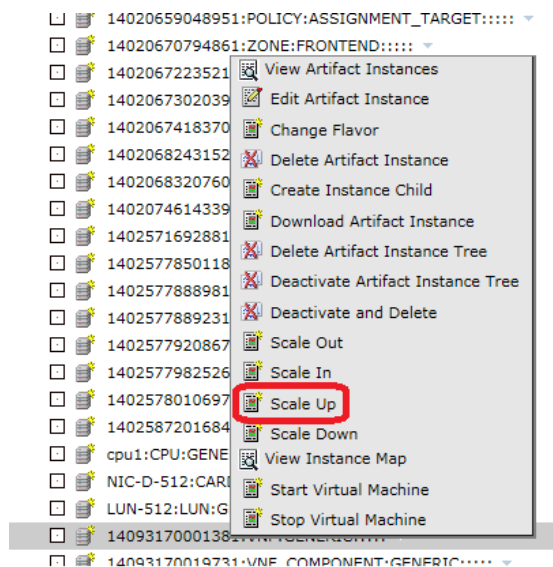 14020659048951:POLICY:ASSIGNMENT_TARGET:::::
14020670794861:ZONE:FRONTEND:::::
1402067223521
1402067302039
1402067418370
1402068243152
1402068320760
1402074614339
1402571692881
1402577850118
1402577888981
1402577889231
1402577920867
1402577982526
1402578010697
1402587201684
cpu1:CPU:GENE
NIC-D-512:CARD
LUN-512:LUN:G
14093170001381:VNF:GENERIC:::::
14093170019731:VNF_COMPONENT:GENERIC:::::
View Artifact Instances
Edit Artifact Instance
Change Flavor
Delete Artifact Instance
Create Instance Child
Download Artifact Instance
Delete Artifact Instance Tree
Deactivate Artifact Instance Tree
Deactivate and Delete
Scale Out
Scale In
Scale Up
Scale Down
View Instance Map
Start Virtual Machine
Stop Virtual Machine